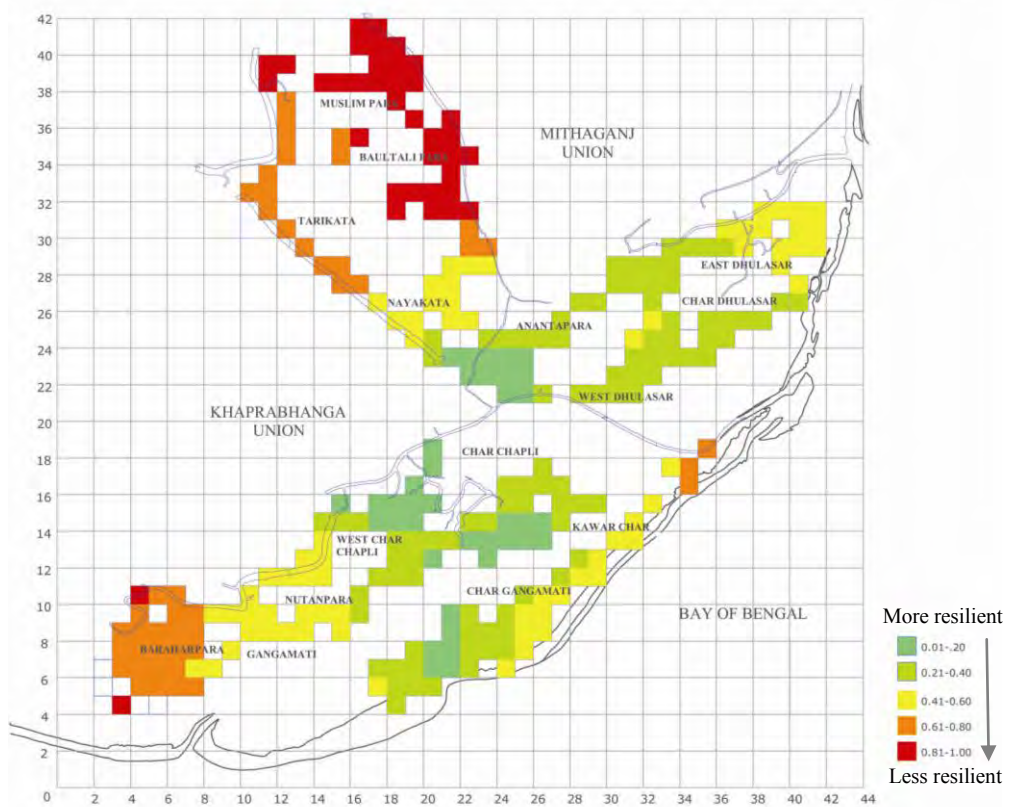 42
40
38
36
34
32
30
28
26
24
22
20
18
16
14
12
10
8
6
4
2
0
2 4 6 8 10 12 14 16 18 20 22 24 26 28 30 32 34 36 38 40 42 44
MUSLIM PARA
MITHAGANJ
UNION
BAULTALI PARA
TARIKATA
EAST DHULASAR
NAYAKATA
CHAR DHULASAR
ANANTAPARA
WEST DHULASAR
KHAPRABHANGA
UNION
CHAR CHAPLI
WEST CHAR
CHAPLI
KAWAR CHAR
NUTANPARA
CHAR GANGAMATI
BARAHARPARA
GANGAMATI
BAY OF BENGAL
More resilient
0.01-.20
0.21-0.40
0.41-0.60
0.61-0.80
0.81-1.00
Less resilient